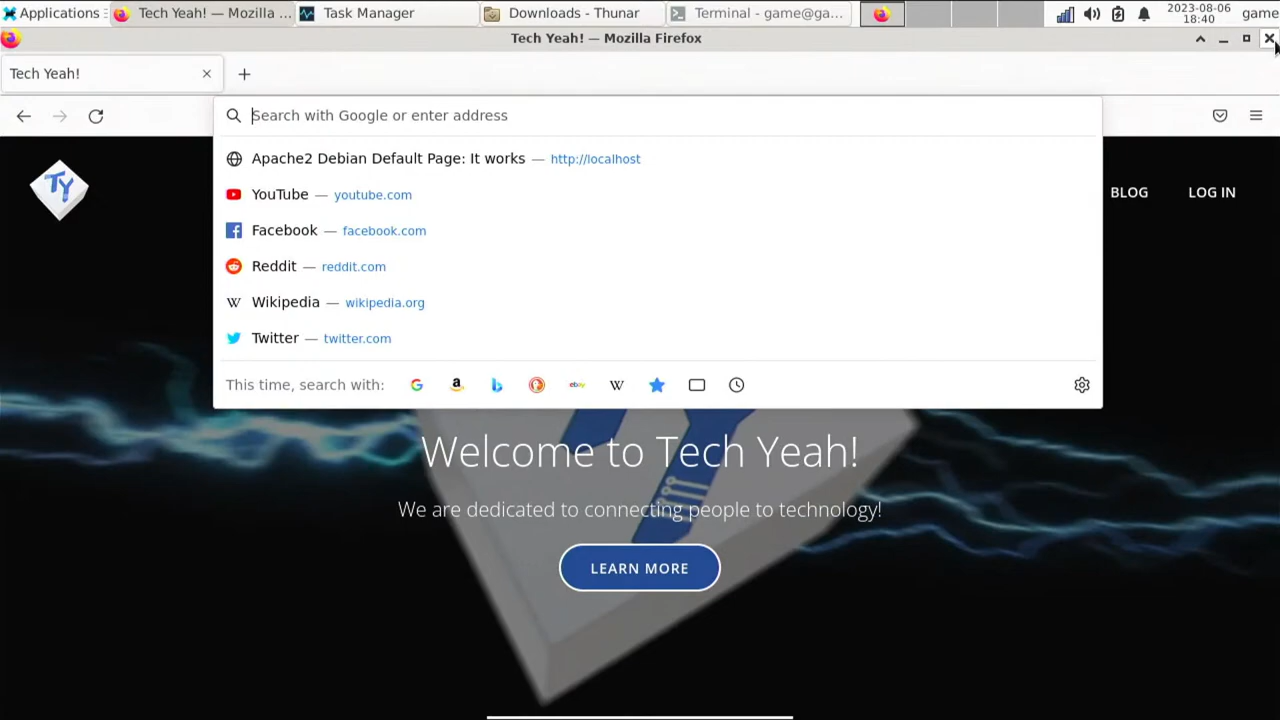 Applications
Tech Yeah! — Mozilla ...
Task Manager
Downloads - Thunar
Terminal - game@ga...
2023-08-06
18:40
game
Tech Yeah! — Mozilla Firefox
Tech Yeah!
Search with Google or enter address
Apache2 Debian Default Page: It works — http://localhost
YouTube — youtube.com
Facebook — facebook.com
Reddit — reddit.com
Wikipedia — wikipedia.org
Twitter — twitter.com
This time, search with:
TY
BLOG
LOG IN
Welcome to Tech Yeah!
We are dedicated to connecting people to technology!
LEARN MORE